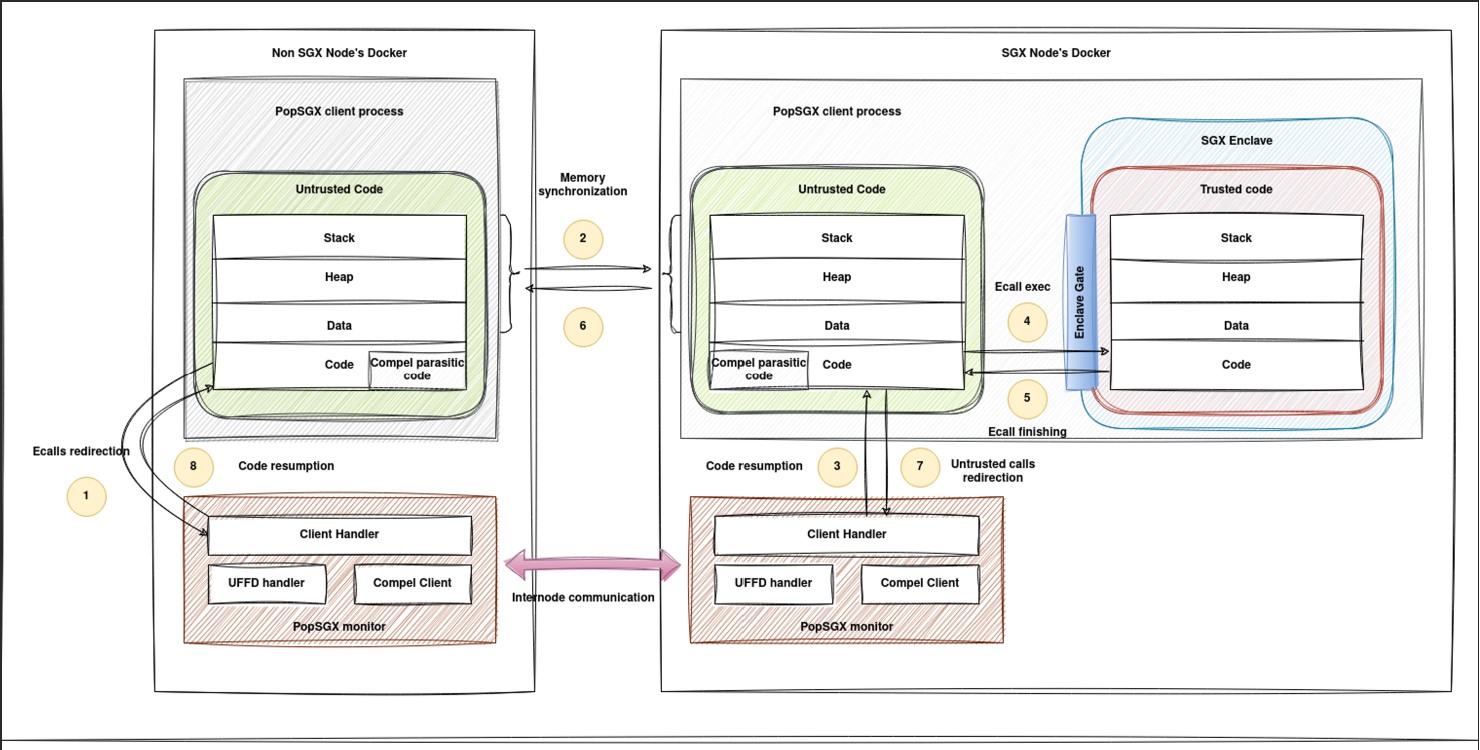 Non SGX Node's Docker
PopSGX client process
Untrusted Code
Stack
Heap
Data
Code
Compel parasitic
code
Ecalls redirection
1
8
Code resumption
Client Handler
UFFD handler
Compel Client
PopSGX monitor
Memory
synchronization
2
6
Internode communication
SGX Node's Docker
PopSGX client process
Untrusted Code
Stack
Heap
Data
Compel parasitic
code
Code
Ecall exec
4
5
Ecall finishing
Enclave Gate
SGX Enclave
Trusted code
Stack
Heap
Data
Code
Code resumption
3
7
Untrusted calls
redirection
Client Handler
UFFD handler
Compel Client
PopSGX monitor